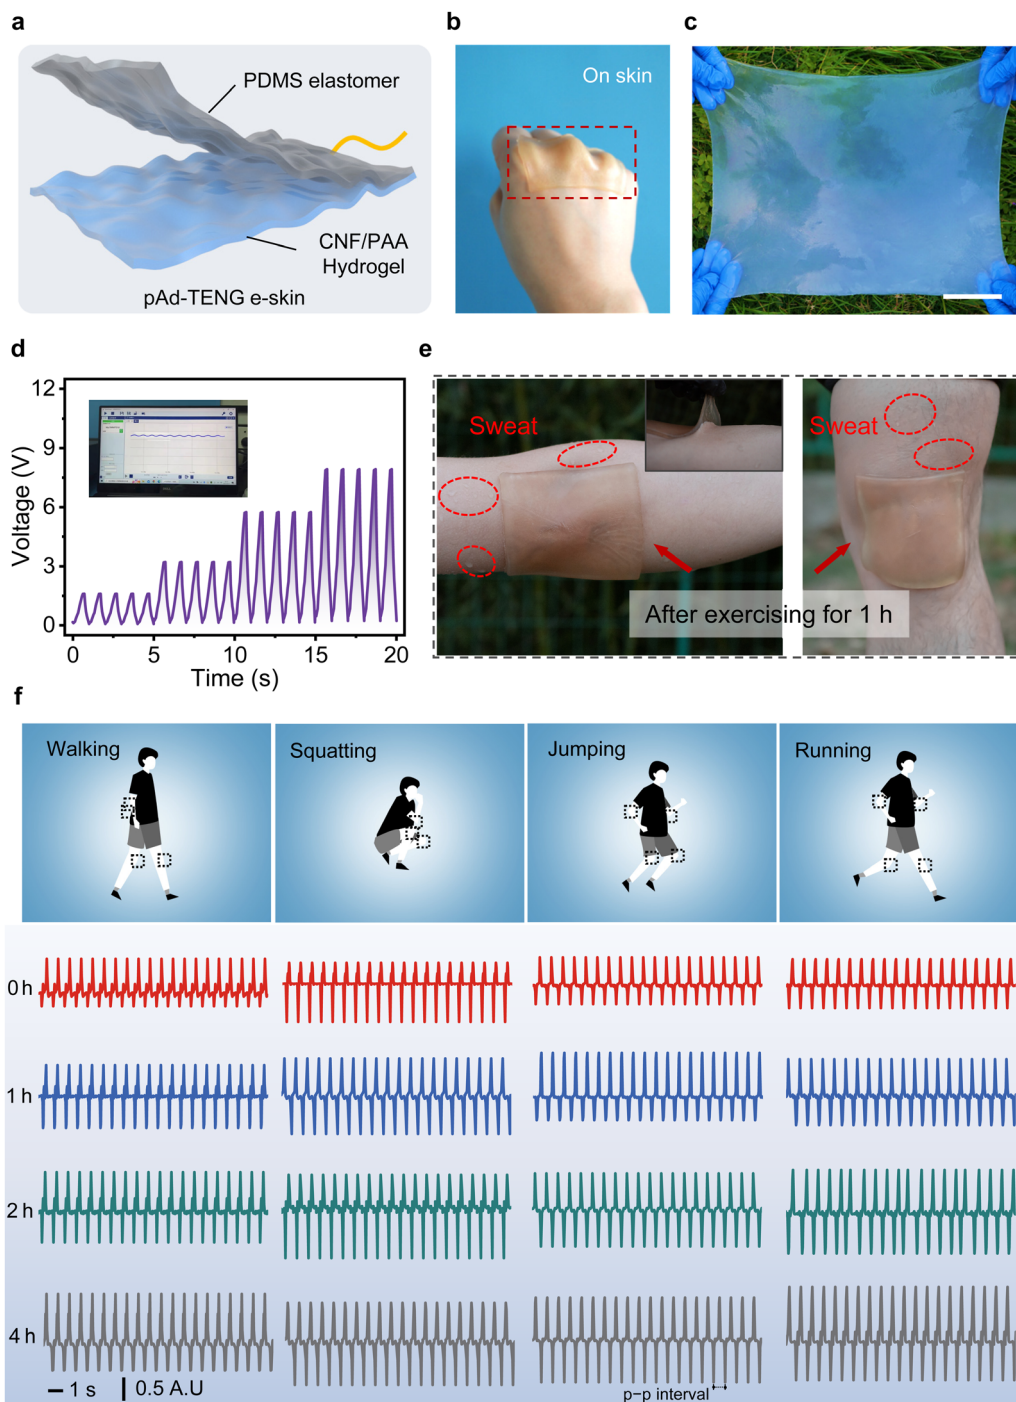 a
PDMS elastomer
CNF/PAA
Hydrogel
pAd-TENG e-skin
b
On skin
c
d
12
9
6
3
0
Voltage (V)
0
5
10
15
20
Time (s)
e
Sweat
Sweat
After exercising for 1 h
f
Walking
Squatting
Jumping
Running
0 h
1 h
2 h
4 h
1 s
0.5 A.U
p–p interval